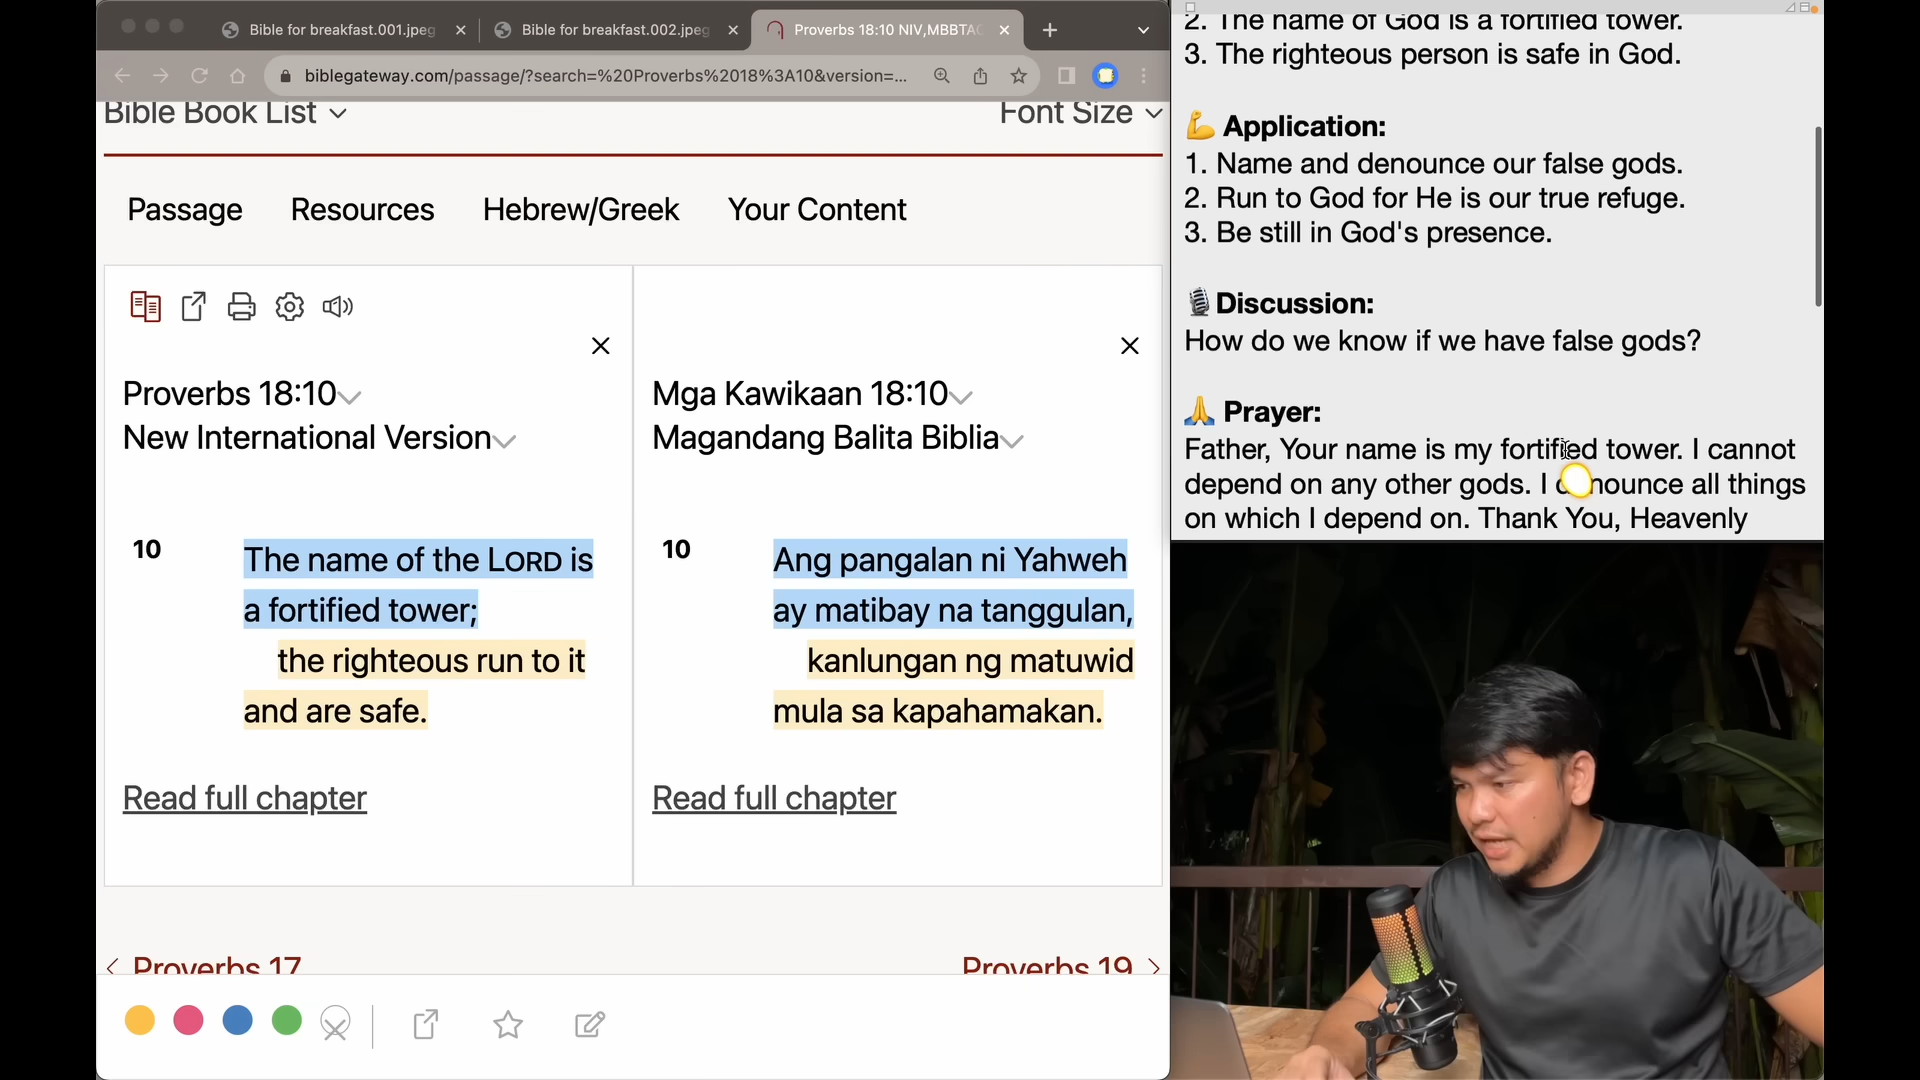 Bible for breakfast.001.jpeg
Bible for breakfast.002.jpeg
Proverbs 18:10 NIV,MBBTAG
biblegateway.com/passage/?search=%20Proverbs%2018%3A10&version=...
Bible Book List
Font Size
Passage
Resources
Hebrew/Greek
Your Content
Proverbs 18:10
New International Version
10
The name of the LORD is
a fortified tower;
the righteous run to it
and are safe.
Read full chapter
Mga Kawikaan 18:10
Magandang Balita Biblia
10
Ang pangalan ni Yahweh
ay matibay na tanggulan,
kanlungan ng matuwid
mula sa kapahamakan.
Read full chapter
Proverbs 17
Proverbs 19
2. The name of God is a fortified tower.
3. The righteous person is safe in God.
💪 Application:
1. Name and denounce our false gods.
2. Run to God for He is our true refuge.
3. Be still in God's presence.
🎙Discussion:
How do we know if we have false gods?
🙏 Prayer:
Father, Your name is my fortified tower. I cannot
depend on any other gods. I denounce all things
on which I depend on. Thank You, Heavenly